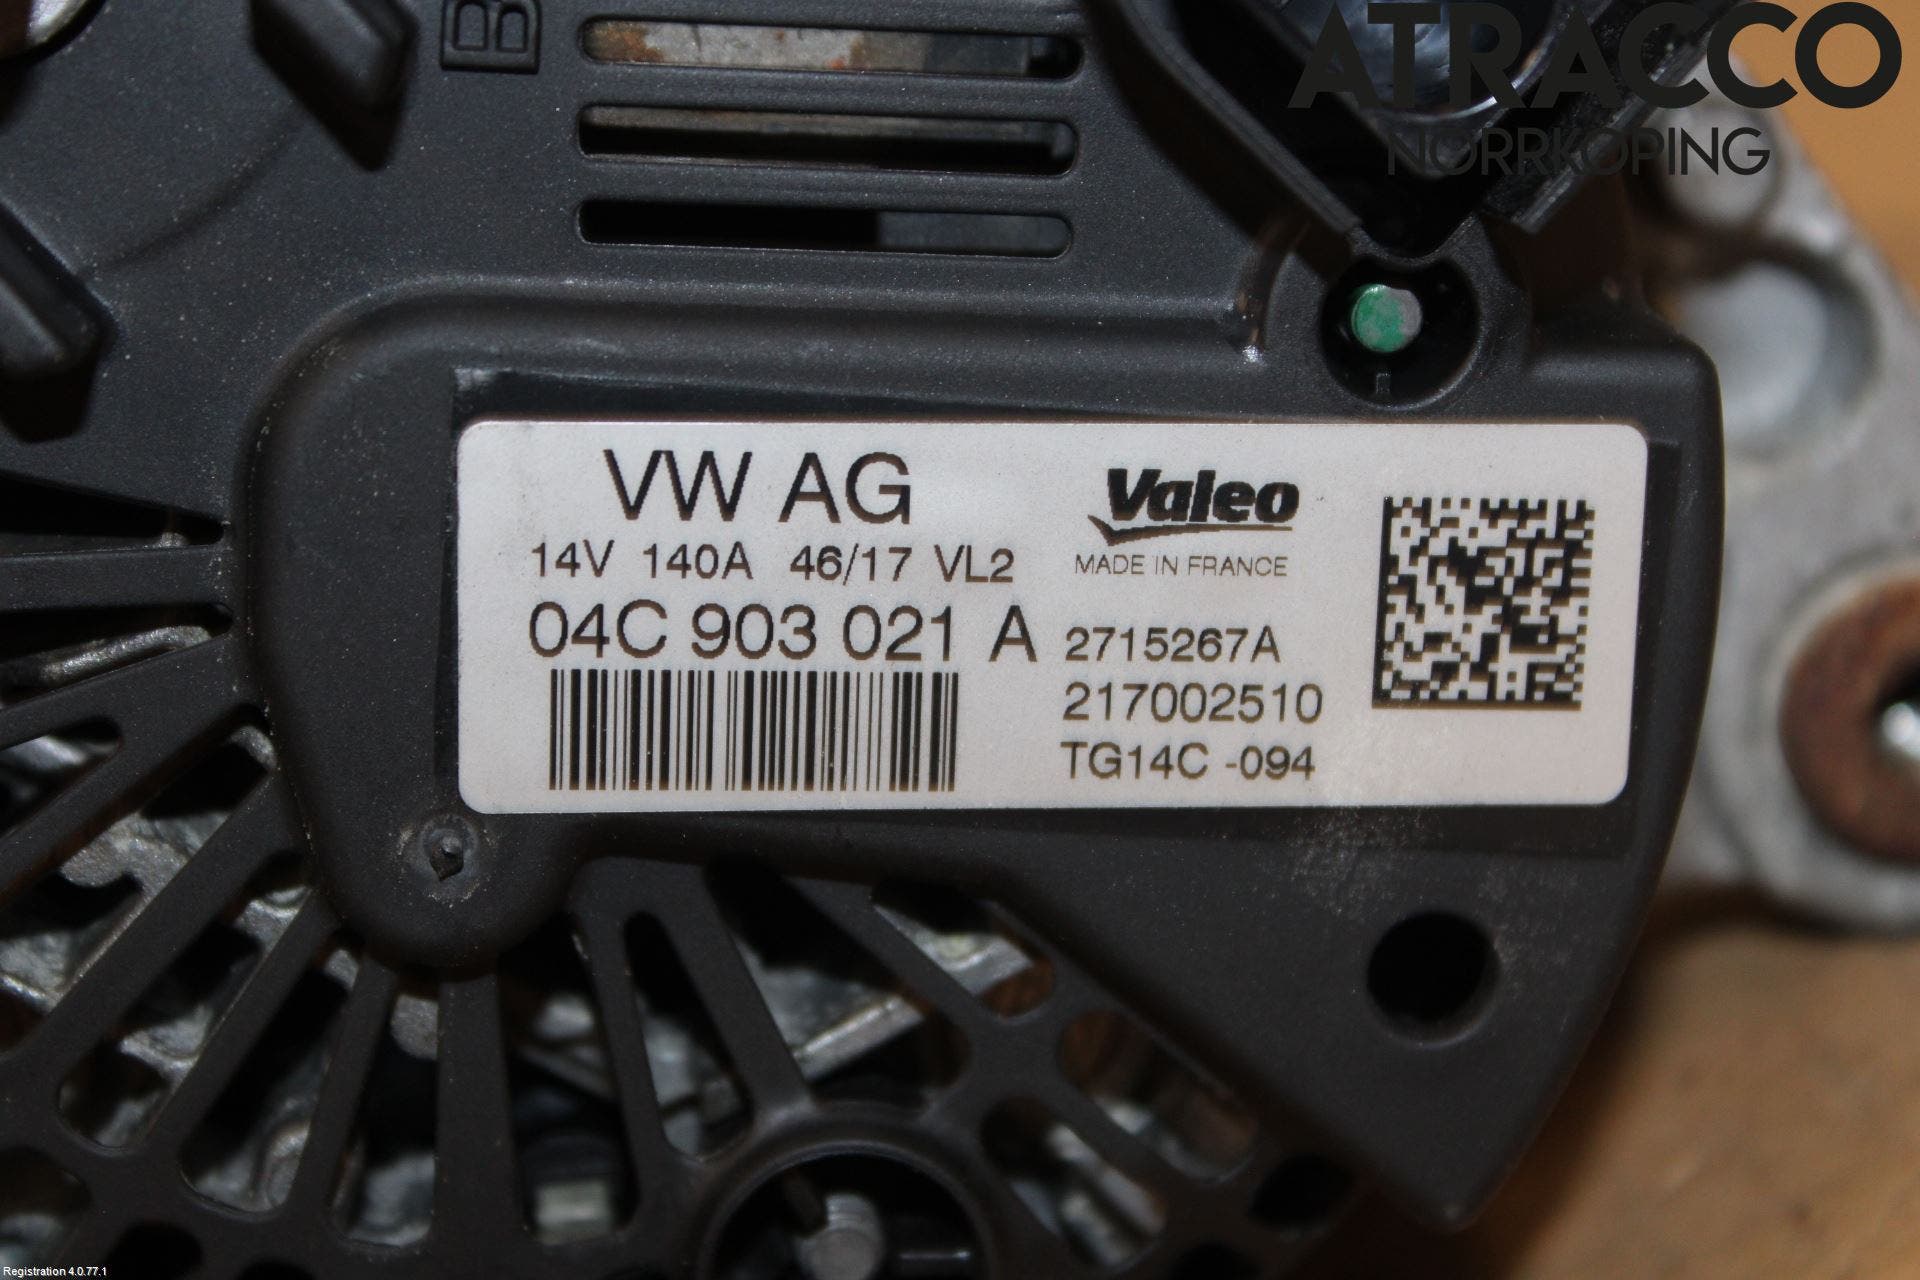 B
ATRACCO
NORRKÖPING
VW AG
Valeo
14V 140A 46/17 VL2
MADE IN FRANCE
04C 903 021 A
2715267A
217002510
TG14C -094
Registration 4.0.77.1